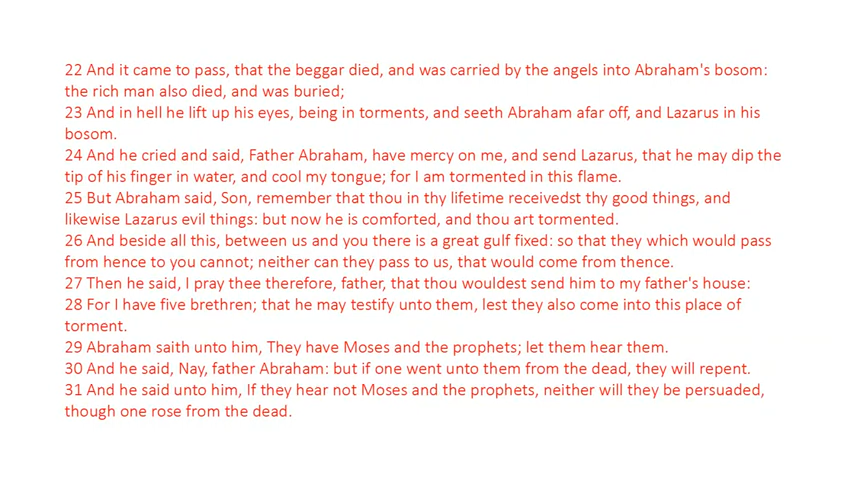 22 And it came to pass, that the beggar died, and was carried by the angels into Abraham's bosom:
the rich man also died, and was buried;
23 And in hell he lift up his eyes, being in torments, and seeth Abraham afar off, and Lazarus in his
bosom.
24 And he cried and said, Father Abraham, have mercy on me, and send Lazarus, that he may dip the
tip of his finger in water, and cool my tongue; for I am tormented in this flame.
25 But Abraham said, Son, remember that thou in thy lifetime receivedst thy good things, and
likewise Lazarus evil things: but now he is comforted, and thou art tormented.
26 And beside all this, between us and you there is a great gulf fixed: so that they which would pass
from hence to you cannot; neither can they pass to us, that would come from thence.
27 Then he said, I pray thee therefore, father, that thou wouldest send him to my father's house:
28 For I have five brethren; that he may testify unto them, lest they also come into this place of
torment.
29 Abraham saith unto him, They have Moses and the prophets; let them hear them.
30 And he said, Nay, father Abraham: but if one went unto them from the dead, they will repent.
31 And he said unto him, If they hear not Moses and the prophets, neither will they be persuaded,
though one rose from the dead.